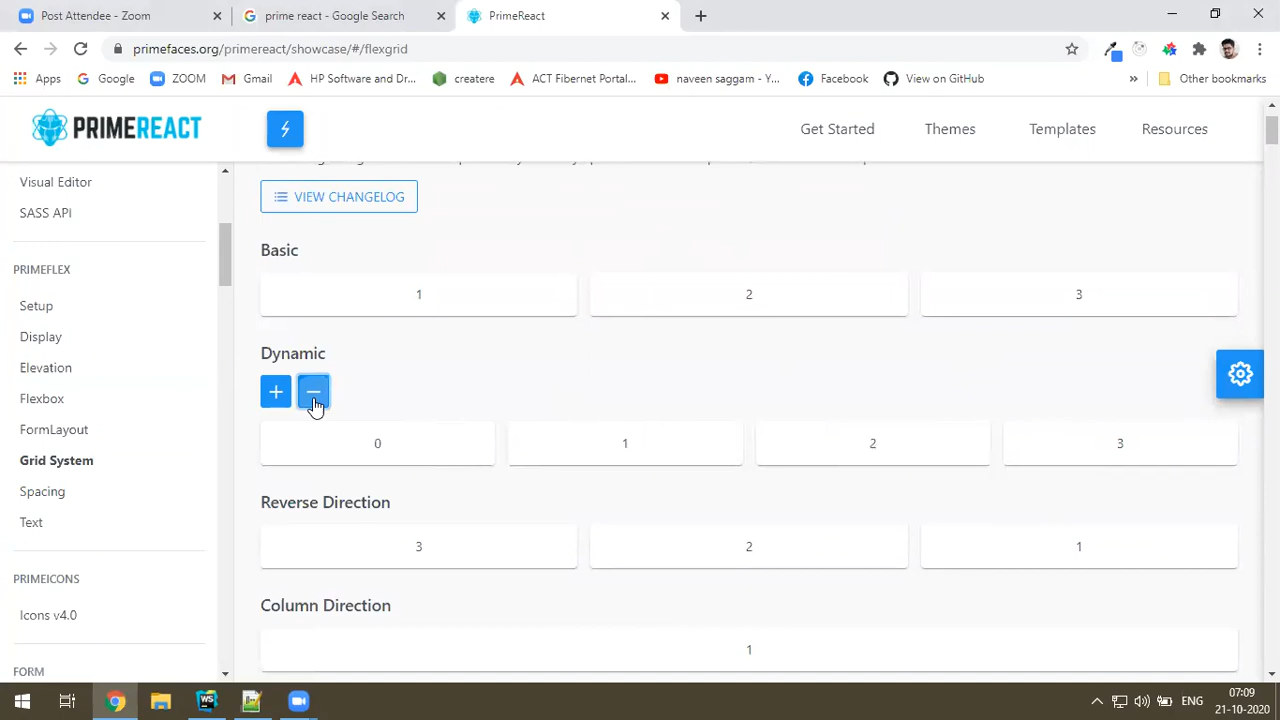 Post Attendee - Zoom
prime react - Google Search
PrimeReact
primefaces.org/primereact/showcase/#/flexgrid
Apps
Google
ZOOM
Gmail
HP Software and Dr...
createre
ACT Fibernet Portal...
naveen saggam - Y...
Facebook
View on GitHub
Other bookmarks
PRIMEREACT
Get Started
Themes
Templates
Resources
Visual Editor
SASS API
PRIMEFLEX
Setup
Display
Elevation
Flexbox
FormLayout
Grid System
Spacing
Text
PRIMEICONS
Icons v4.0
FORM
VIEW CHANGELOG
Basic
1 2 3
Dynamic
0 1 2 3
Reverse Direction
3 2 1
Column Direction
1
WS
ENG
07:09
21-10-2020